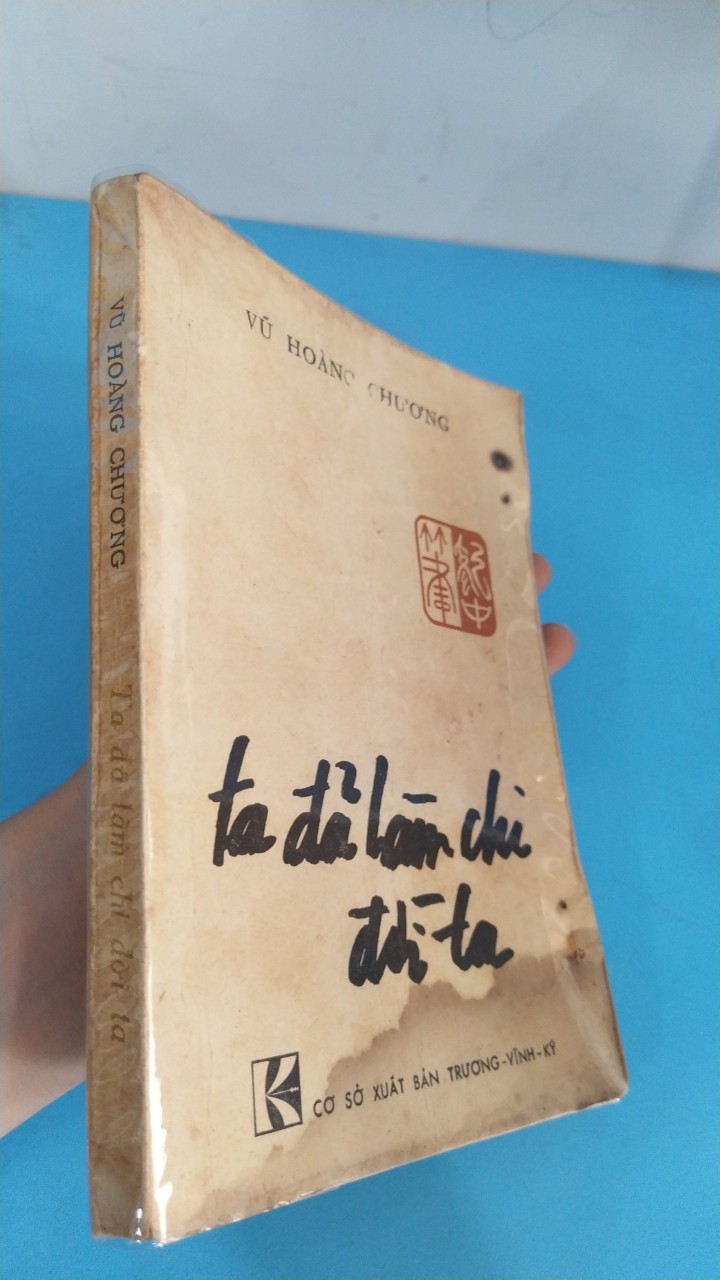 VŨ HOÀNG CHƯƠNG
ta đả làm chi
đời ta
CƠ SỞ XUẤT BẢN TRƯƠNG-VĨNH-KÝ
VŨ HOÀNG CHƯƠNG
Ta đã làm chi đời ta